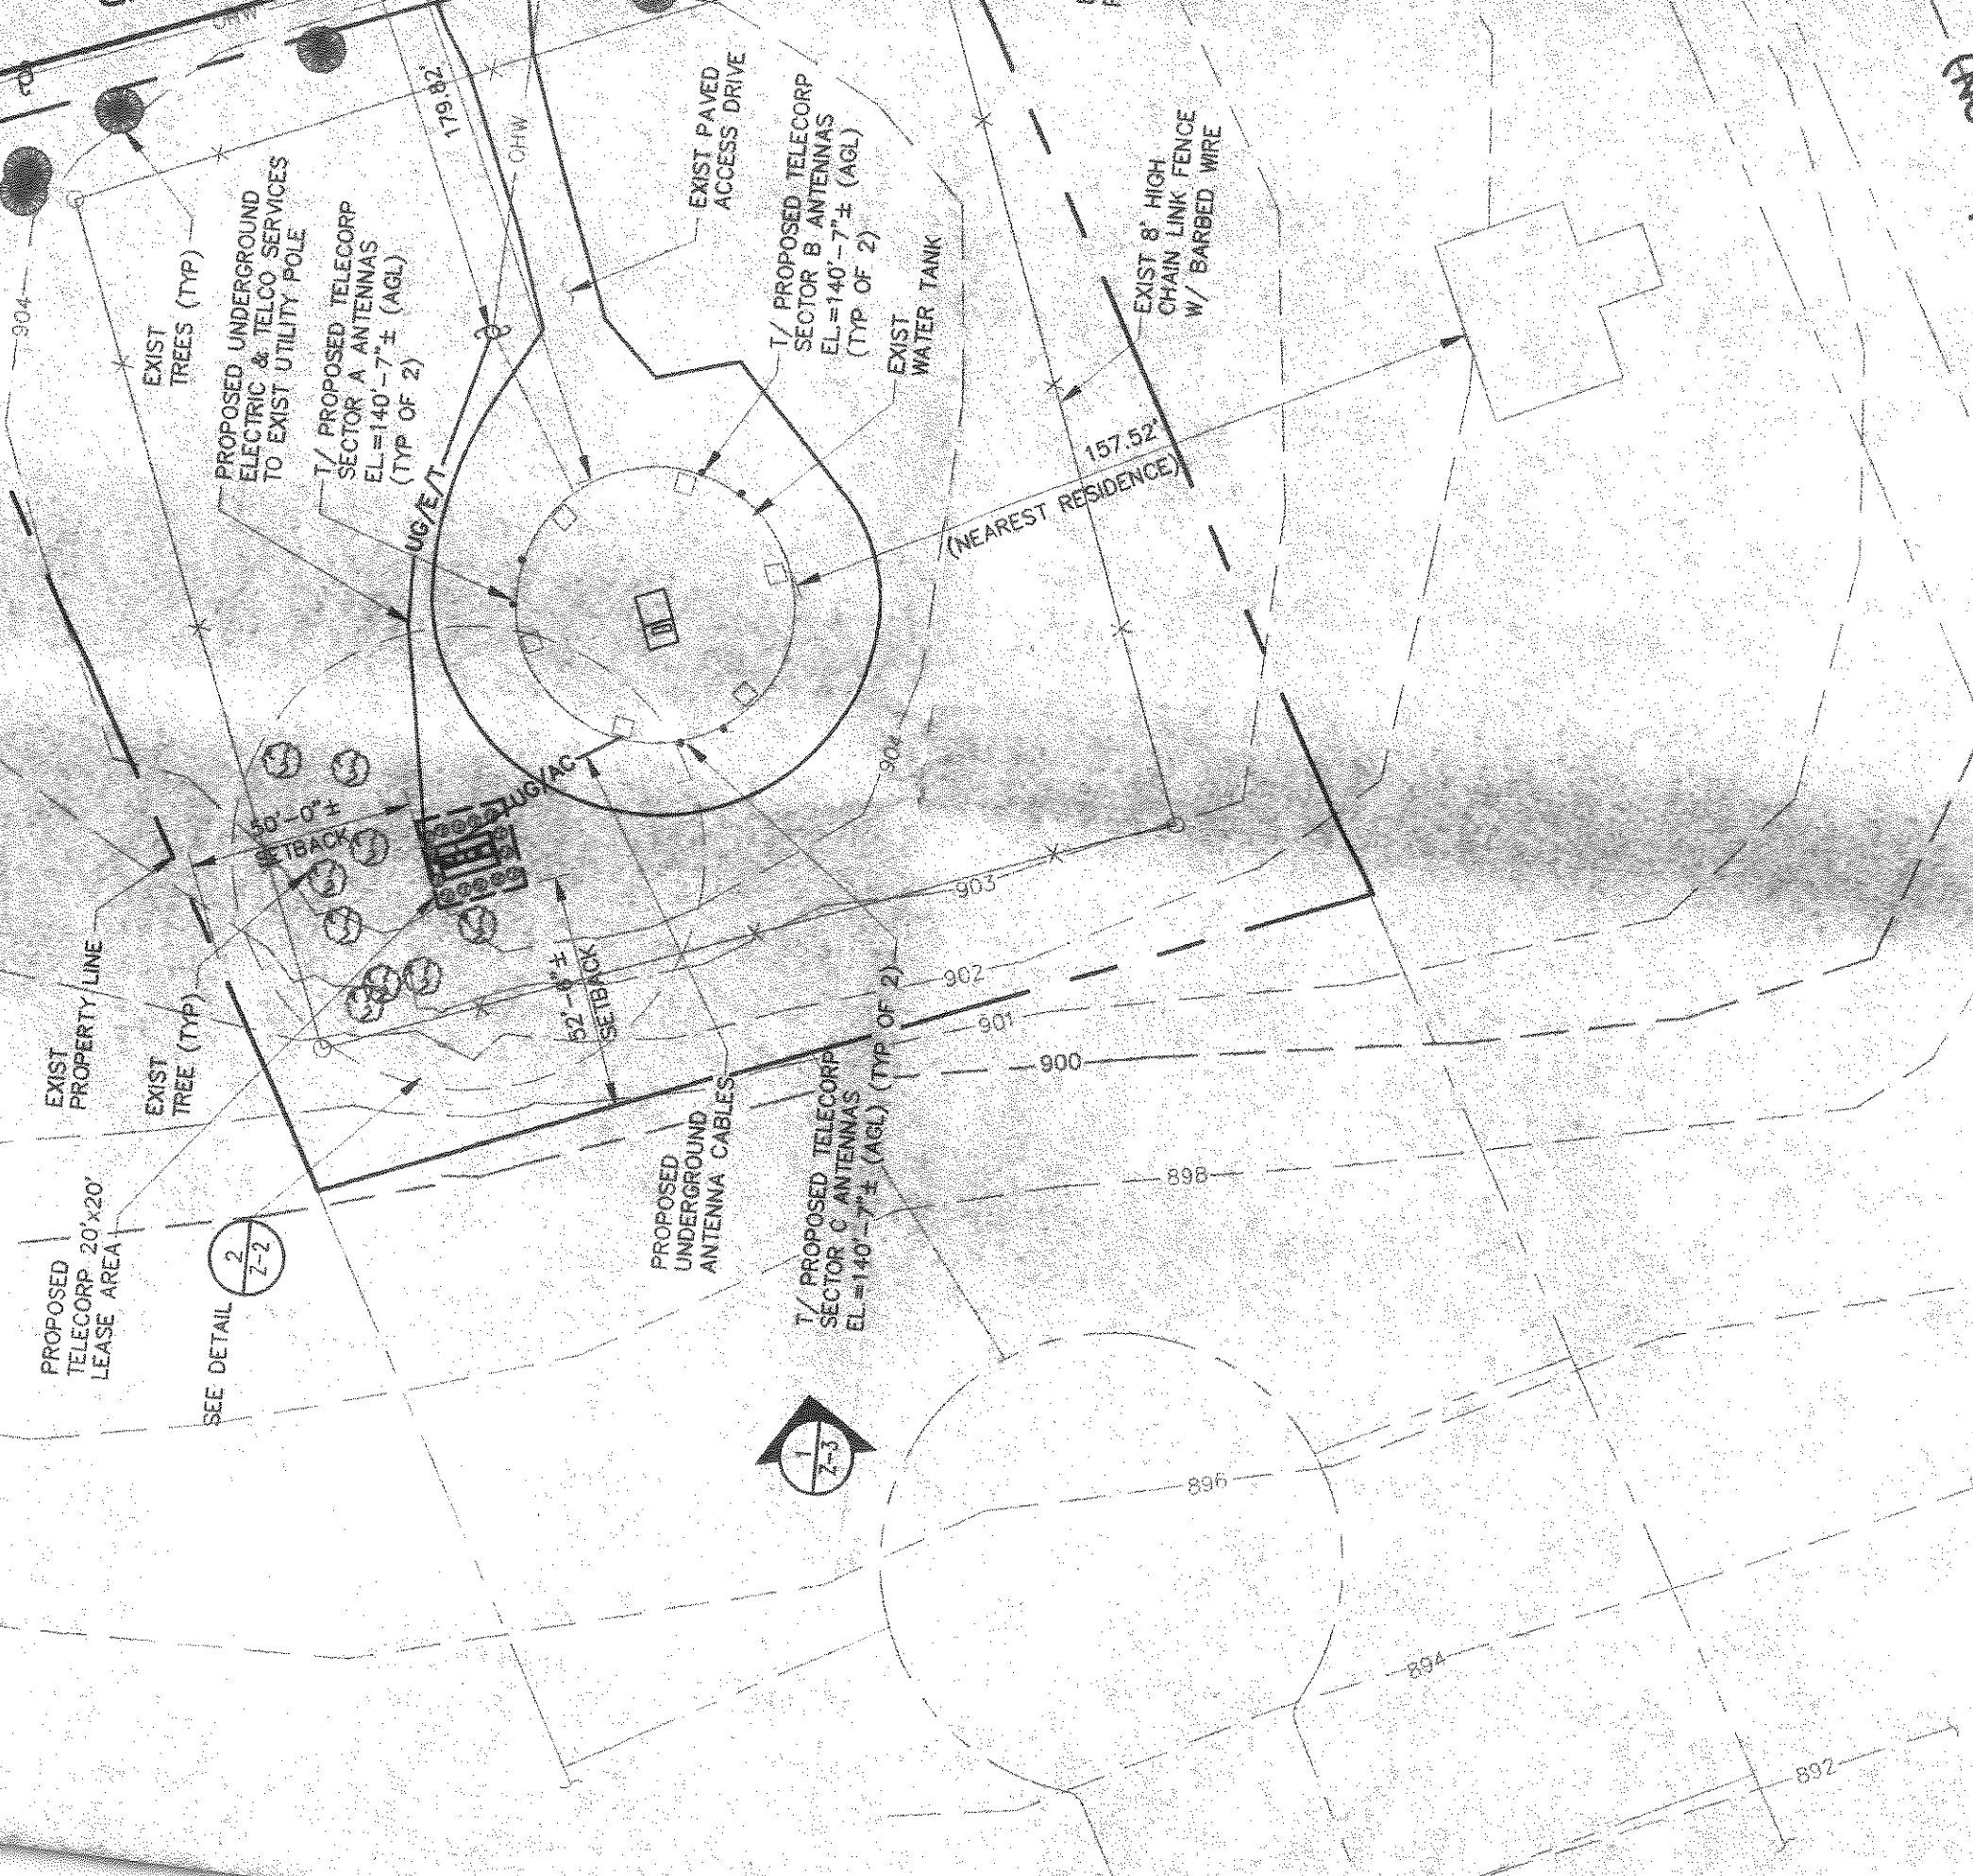 OHW
904
EXIST
TREES (TYP)
PROPOSED UNDERGROUND
ELECTRIC & TELCO SERVICES
TO EXIST UTILITY POLE
T/ PROPOSED TELECORP
SECTOR A ANTENNAS
EL.=140'-7"± (AGL)
(TYP OF 2)
179.82'
OHW
EXIST PAVED
ACCESS DRIVE
T/ PROPOSED TELECORP
SECTOR B ANTENNAS
EL.=140'-7"± (AGL)
(TYP OF 2)
EXIST
WATER TANK
EXIST 8' HIGH
CHAIN LINK FENCE
W/ BARBED WIRE
157.52'
(NEAREST RESIDENCE)
UG/E/T
UG/AC
904
50'-0"±
SETBACK
903
902
901
900
52'-6"±
SETBACK
EXIST
PROPERTY LINE
EXIST
TREE (TYP)
PROPOSED
TELECORP 20'x20'
LEASE AREA
SEE DETAIL
2
Z-2
PROPOSED
UNDERGROUND
ANTENNA CABLES
T/ PROPOSED TELECORP
SECTOR C ANTENNAS
EL.=140'-7"± (AGL) (TYP OF 2)
898
1
Z-3
896
894
892